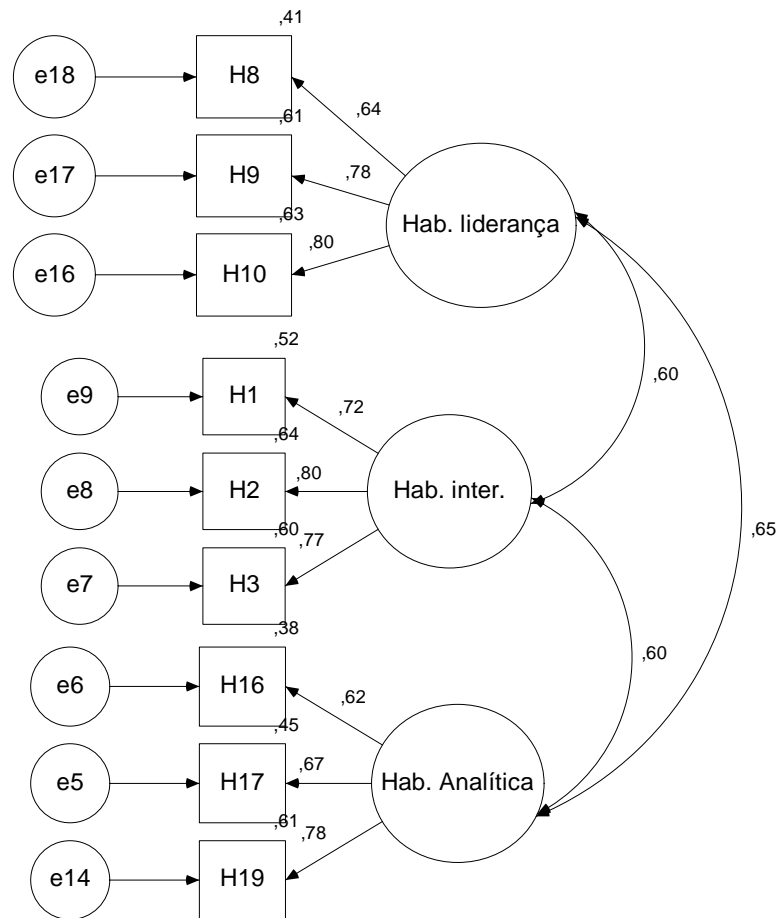 ,41
e18
H8
,64
,61
e17
H9
,78
,63
Hab. liderança
e16
H10
,80
,52
,60
e9
H1
,72
,64
e8
H2
,80
Hab. inter.
,60
,65
e7
H3
,77
,38
,60
e6
H16
,62
,45
e5
H17
,67
Hab. Analítica
,61
e14
H19
,78